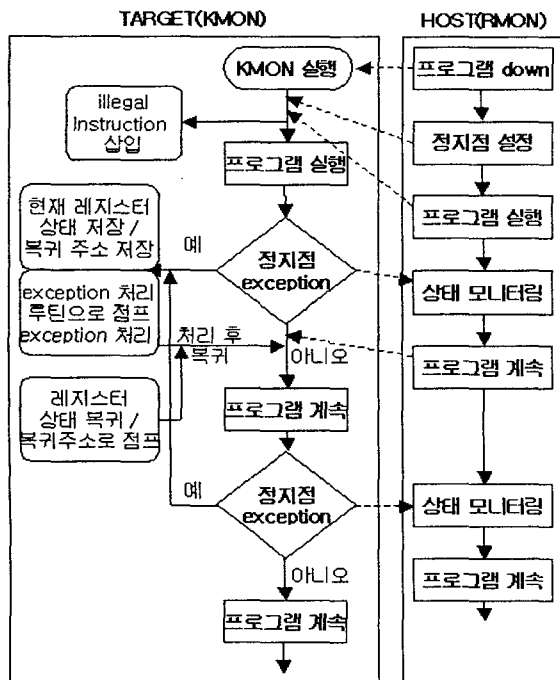 TARGET(KMON)
HOST(RMON)
KMON 실행
프로그램 down
illegal
Instruction
삽입
정지점 설정
프로그램 실행
프로그램 실행
현재 레지스터
상태 저장 /
복귀 주소 저장
예
정지점
exception
상태 모니터링
exception 처리
루틴으로 점프
exception 처리
처리 후
복귀
아니오
프로그램 계속
레지스터
상태 복귀 /
복귀주소로 점프
프로그램 계속
예
정지점
exception
상태 모니터링
아니오
프로그램 계속
프로그램 계속